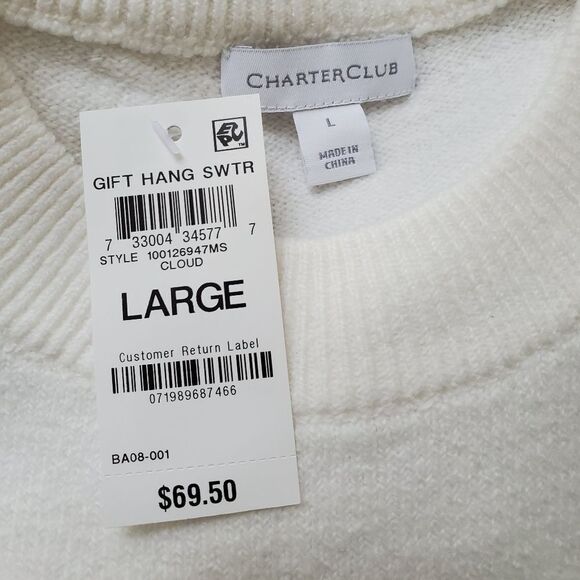 CHARTERCLUB
L
MADE IN
CHINA
EPC™
GIFT HANG SWTR
7 33004 34577 7
STYLE 100126947MS
CLOUD
LARGE
Customer Return Label
071989687466
BA08-001
$69.50